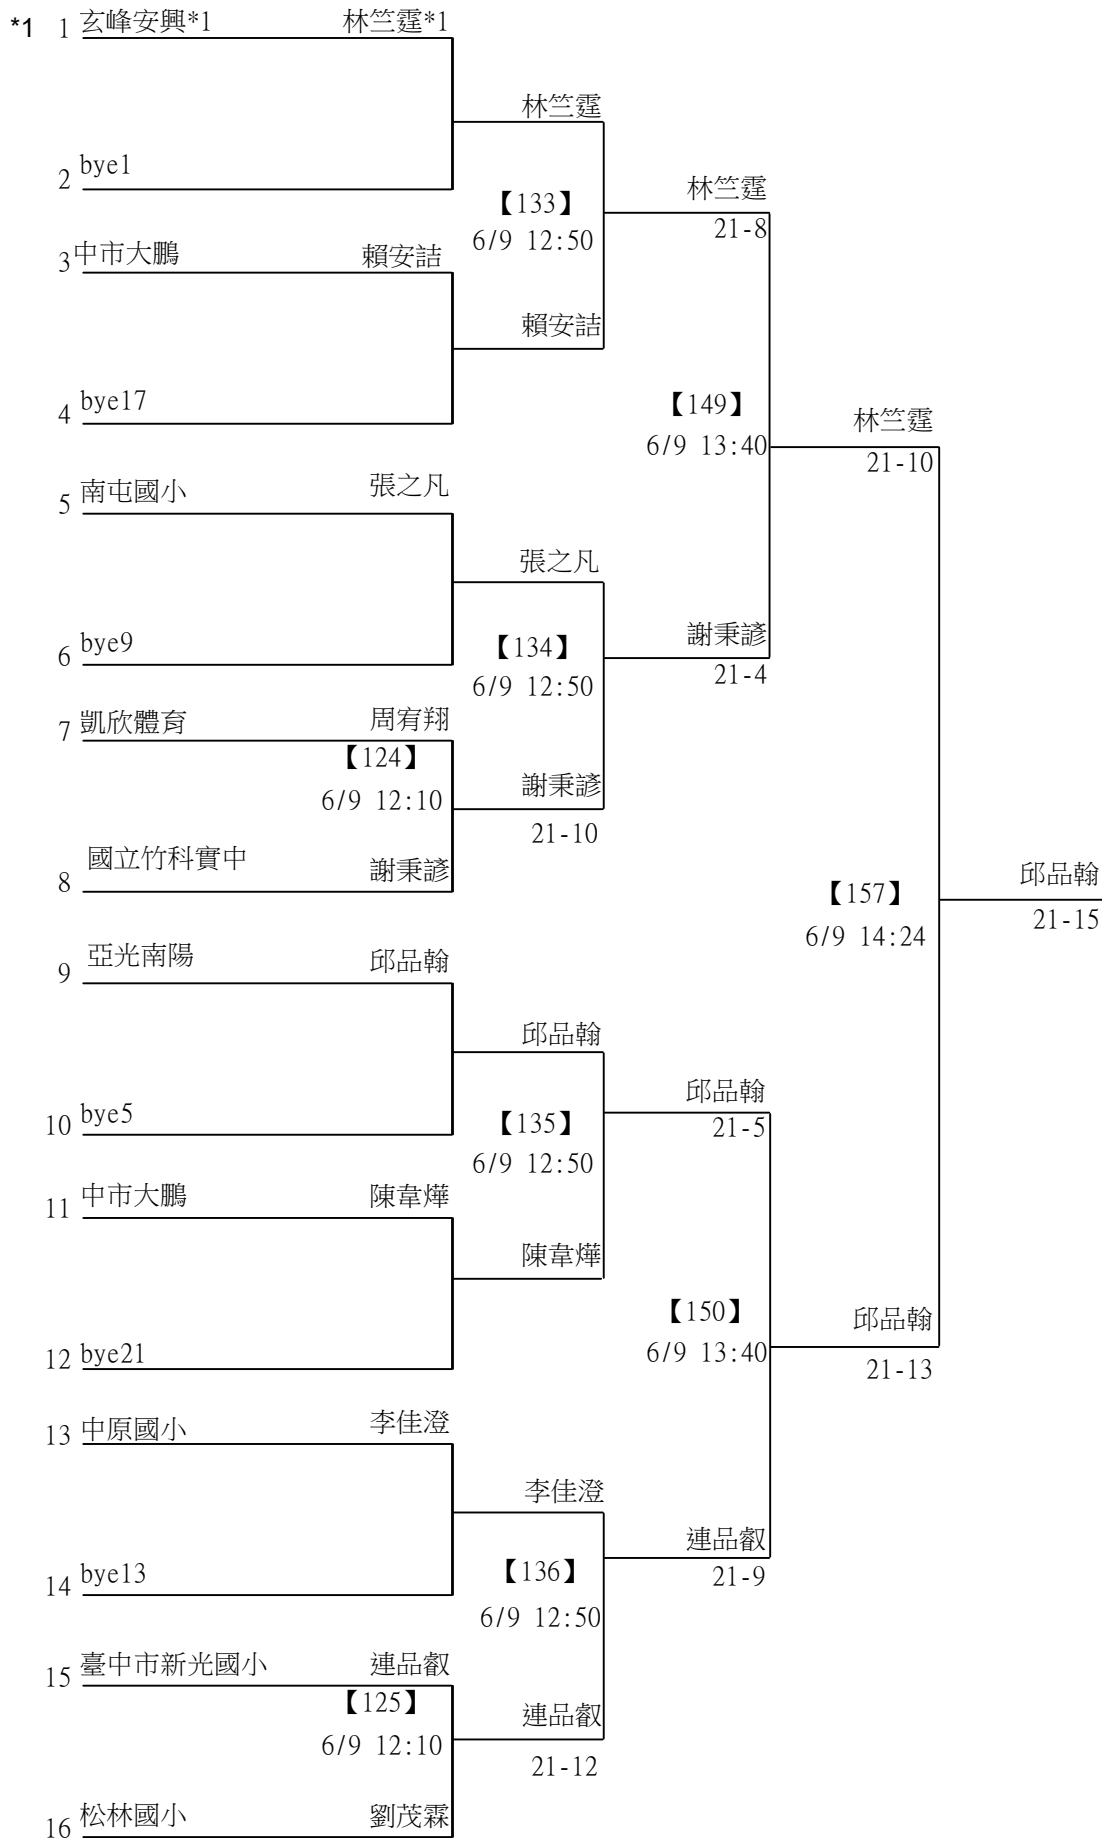 *1 1 玄峰安興*1 林竺霆*1
林竺霆
2 bye1
林竺霆
【133】
21-8
6/9 12:50
3 中市大鵬 賴安喆
賴安喆
4 bye17
【149】
林竺霆
6/9 13:40
21-10
5 南屯國小 張之凡
張之凡
6 bye9
【134】
謝秉諺
21-4
6/9 12:50
7 凱欣體育 周宥翔
【124】
謝秉諺
6/9 12:10
21-10
8 國立竹科實中 謝秉諺
邱品翰
【157】
21-15
6/9 14:24
9 亞光南陽 邱品翰
邱品翰
邱品翰
10 bye5
【135】
21-5
6/9 12:50
11 中市大鵬 陳韋燁
陳韋燁
【150】
邱品翰
12 bye21
6/9 13:40
21-13
13 中原國小 李佳澄
李佳澄
連品叡
14 bye13
【136】
21-9
6/9 12:50
15 臺中市新光國小 連品叡
【125】
連品叡
6/9 12:10
21-12
16 松林國小 劉茂霖